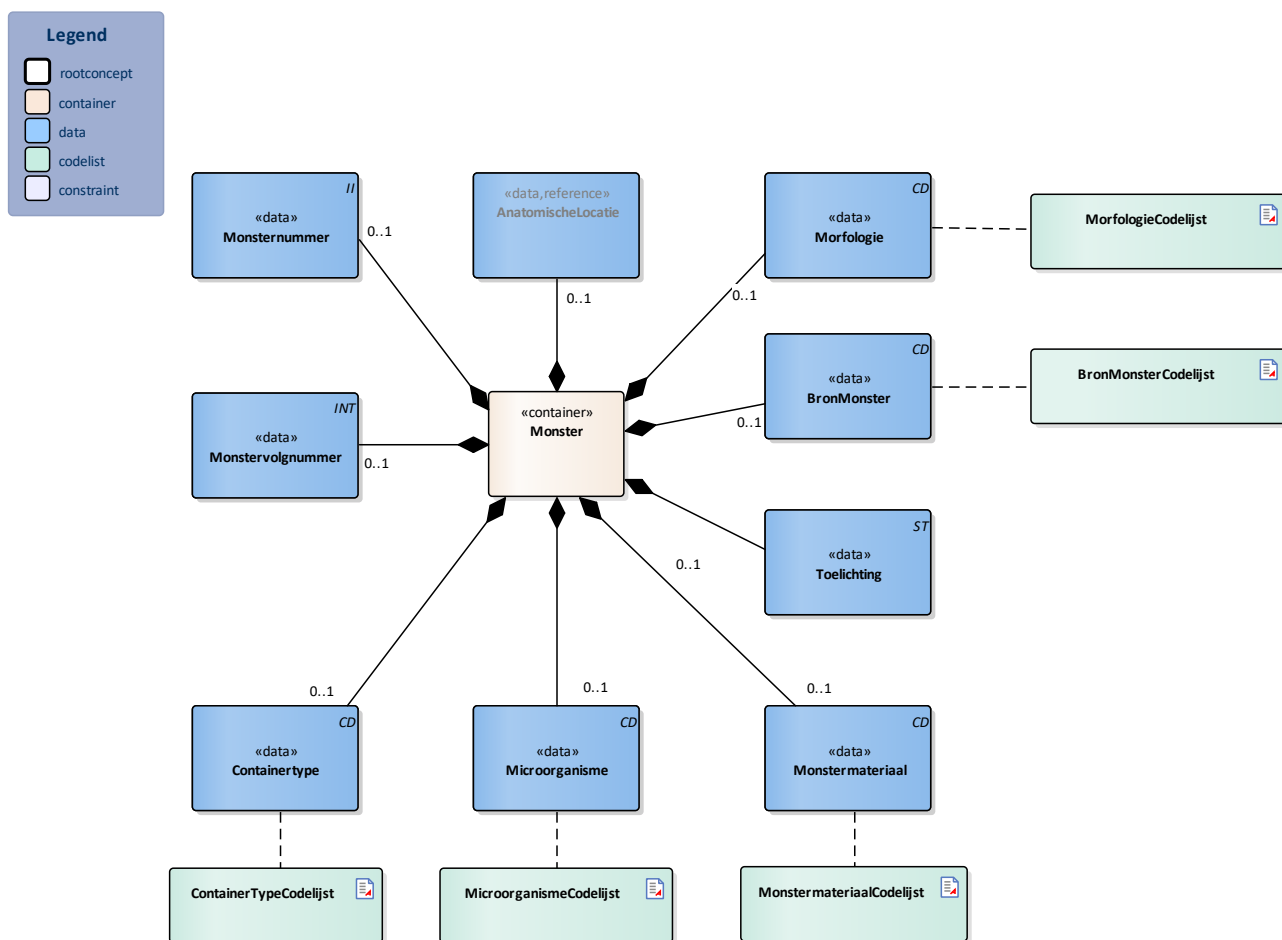 Legend
rootconcept
container
data
codelist
constraint
II
«data»
Monsternummer
0..1
«data,reference»
AnatomischeLocatie
0..1
CD
«data»
Morfologie
0..1
MorfologieCodelijst
CD
«data»
BronMonster
0..1
BronMonsterCodelijst
INT
«data»
Monstervolgnummer
0..1
«container»
Monster
ST
«data»
Toelichting
0..1
0..1
CD
«data»
Containertype
0..1
CD
«data»
Microorganisme
0..1
CD
«data»
Monstermateriaal
ContainerTypeCodelijst
MicroorganismeCodelijst
MonstermateriaalCodelijst